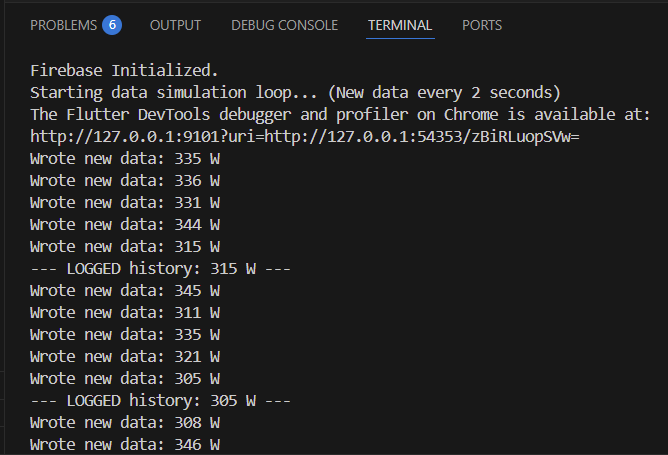 PROBLEMS 6 OUTPUT DEBUG CONSOLE TERMINAL PORTS
Firebase Initialized.
Starting data simulation loop... (New data every 2 seconds)
The Flutter DevTools debugger and profiler on Chrome is available at:
http://127.0.0.1:9101?uri=http://127.0.0.1:54353/zBiRLuopSVw=
Wrote new data: 335 W
Wrote new data: 336 W
Wrote new data: 331 W
Wrote new data: 344 W
Wrote new data: 315 W
--- LOGGED history: 315 W ---
Wrote new data: 345 W
Wrote new data: 311 W
Wrote new data: 335 W
Wrote new data: 321 W
Wrote new data: 305 W
--- LOGGED history: 305 W ---
Wrote new data: 308 W
Wrote new data: 346 W